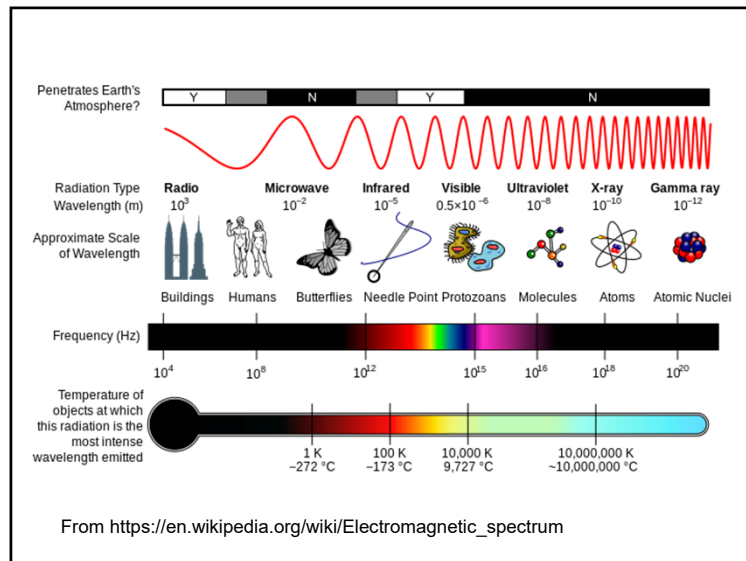 Penetrates Earth's
Atmosphere?
Y N Y N
Radiation Type
Radio Microwave Infrared Visible Ultraviolet X-ray Gamma ray
Wavelength (m)
10³ 10⁻² 10⁻⁵ 0.5×10⁻⁶ 10⁻⁸ 10⁻¹⁰ 10⁻¹²
Approximate Scale
of Wavelength
Buildings Humans Butterflies Needle Point Protozoans Molecules Atoms Atomic Nuclei
Frequency (Hz)
10⁴ 10⁸ 10¹² 10¹⁵ 10¹⁶ 10¹⁸ 10²⁰
Temperature of
objects at which
this radiation is the
most intense
wavelength emitted
1 K 100 K 10,000 K 10,000,000 K
−272 °C −173 °C 9,727 °C ~10,000,000 °C
From https://en.wikipedia.org/wiki/Electromagnetic_spectrum